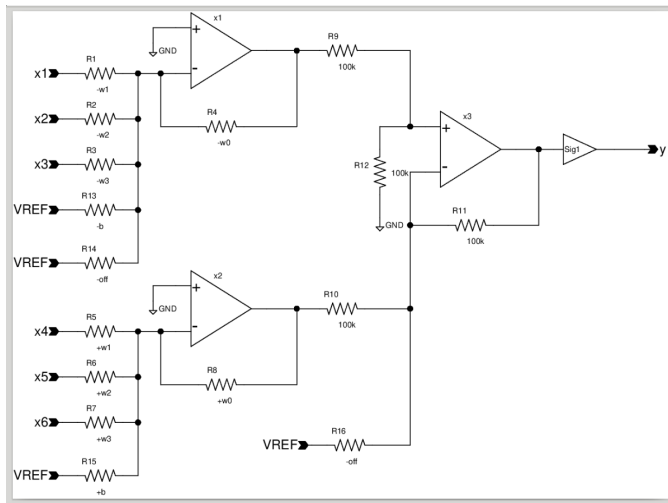 x1
R1
-w1
x2
R2
-w2
x3
R3
-w3
VREF
R13
-b
VREF
R14
-off
+
-
GND
x1
R4
-w0
R9
100k
R12
100k
GND
+
-
x3
R11
100k
Sig1
y
x4
R5
+w1
x5
R6
+w2
x6
R7
+w3
VREF
R15
+b
+
-
GND
x2
R8
+w0
R10
100k
VREF
R16
-off